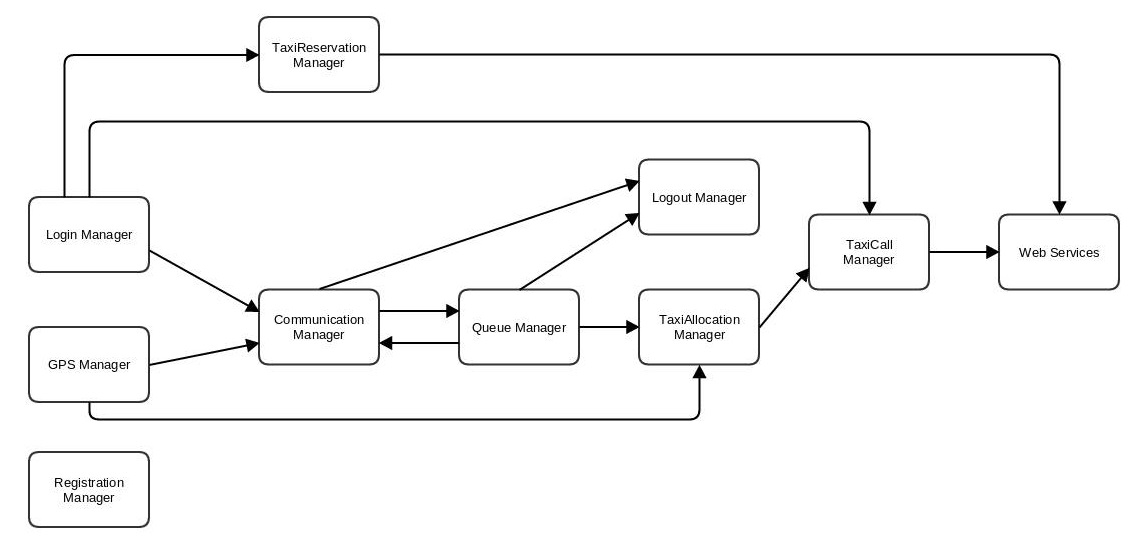 TaxiReservation
Manager
Logout Manager
Login Manager
TaxiCall
Manager
Web Services
Communication
Manager
Queue Manager
TaxiAllocation
Manager
GPS Manager
Registration
Manager